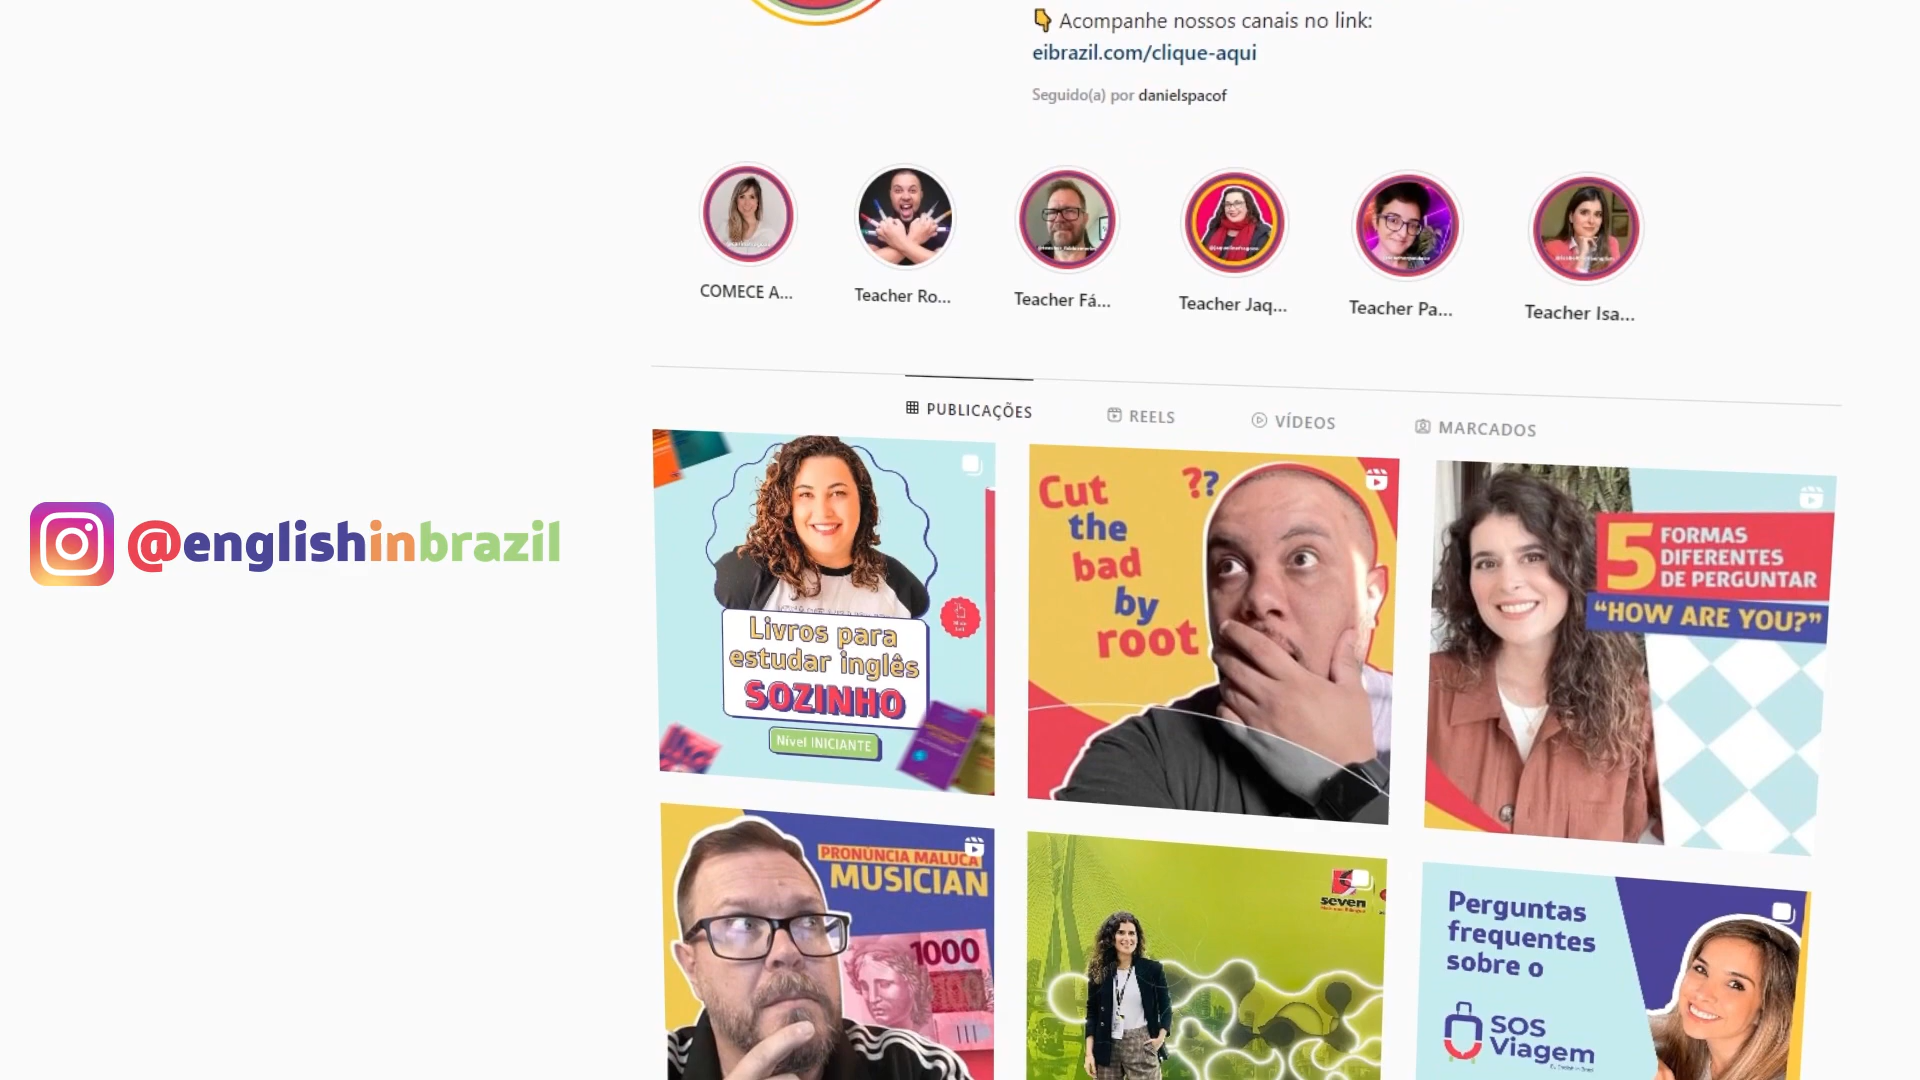 Acompanhe nossos canais no link:
eibrazil.com/clique-aqui
Seguido(a) por danielspacof
COMECE A...
Teacher Ro...
Teacher Fá...
Teacher Jaq...
Teacher Pa...
Teacher Isa...
PUBLICAÇÕES
REELS
VÍDEOS
MARCADOS
@englishinbrazil
Livros para
estudar inglês
SOZINHO
Nível INICIANTE
Cut
the
bad
by
root
??
5 FORMAS
DIFERENTES
DE PERGUNTAR
“HOW ARE YOU?”
PRONÚNCIA MALUCA
MUSICIAN
1000
seven
Perguntas
frequentes
sobre o
SOS
Viagem